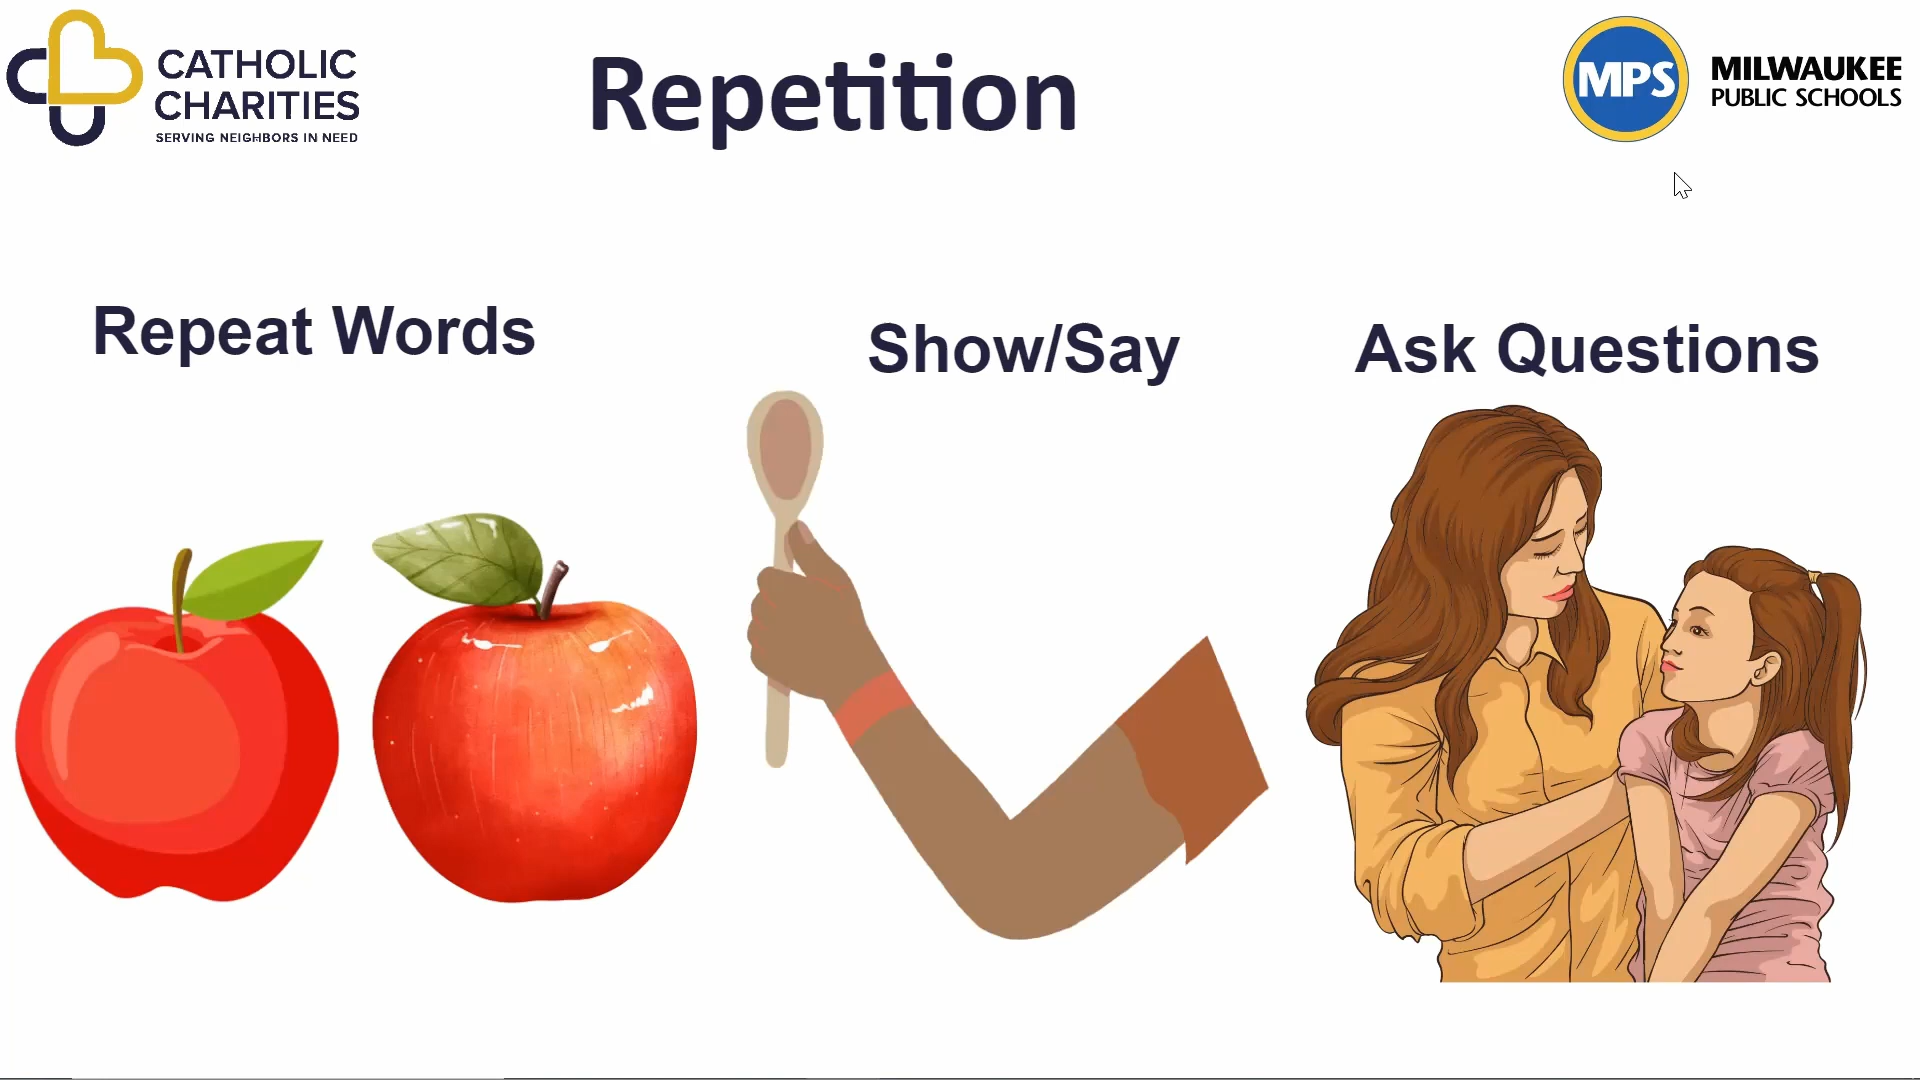 CATHOLIC
CHARITIES
SERVING NEIGHBORS IN NEED
Repetition
MPS
MILWAUKEE
PUBLIC SCHOOLS
Repeat Words
Show/Say
Ask Questions